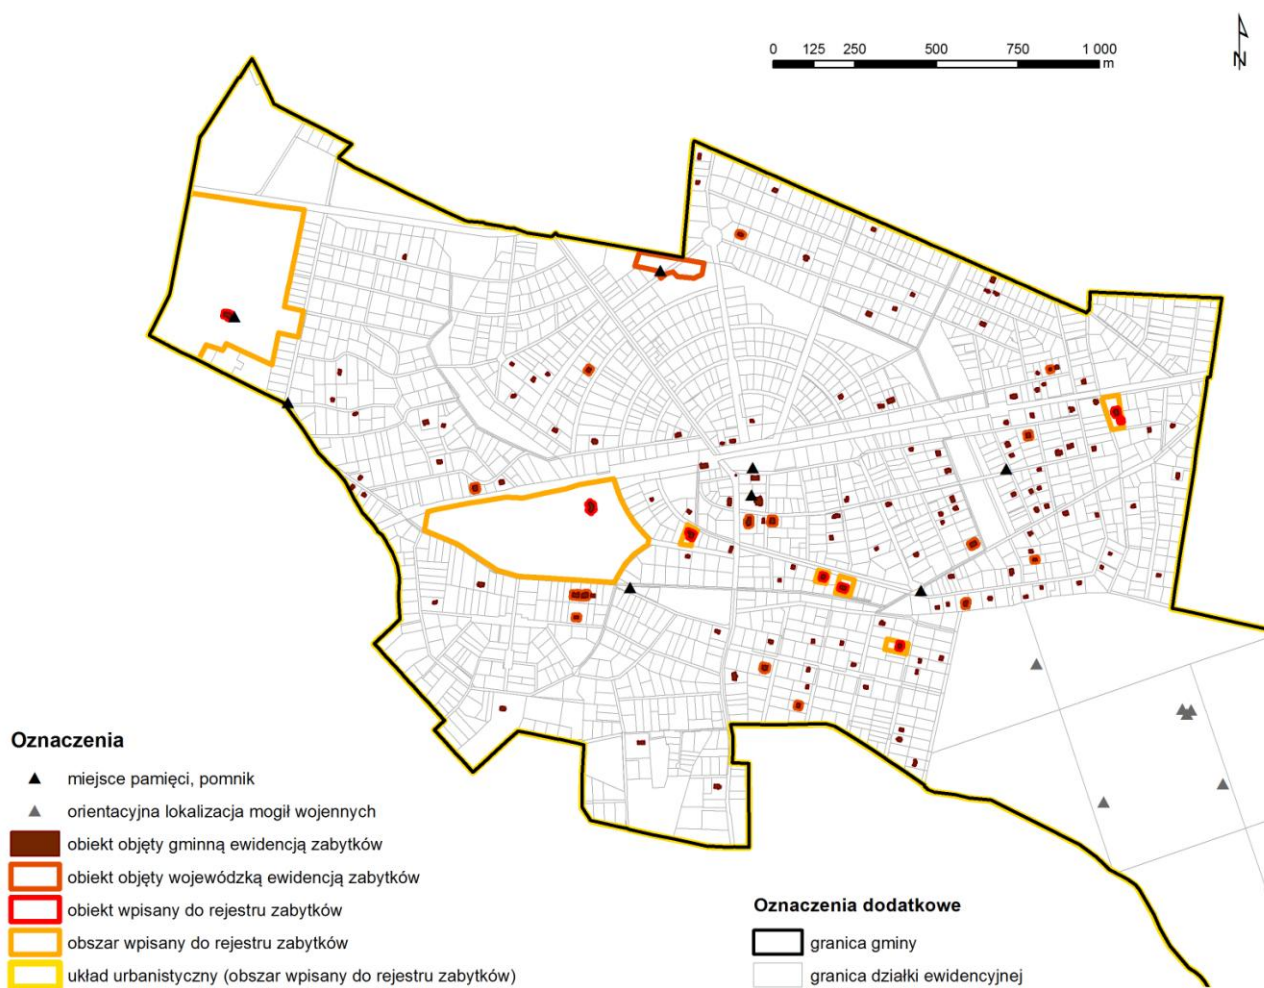 0 125 250 500 750 1 000
m
N
Oznaczenia
miejsce pamięci, pomnik
orientacyjna lokalizacja mogił wojennych
obiekt objęty gminną ewidencją zabytków
obiekt objęty wojewódzką ewidencją zabytków
obiekt wpisany do rejestru zabytków
obszar wpisany do rejestru zabytków
układ urbanistyczny (obszar wpisany do rejestru zabytków)
Oznaczenia dodatkowe
granica gminy
granica działki ewidencyjnej